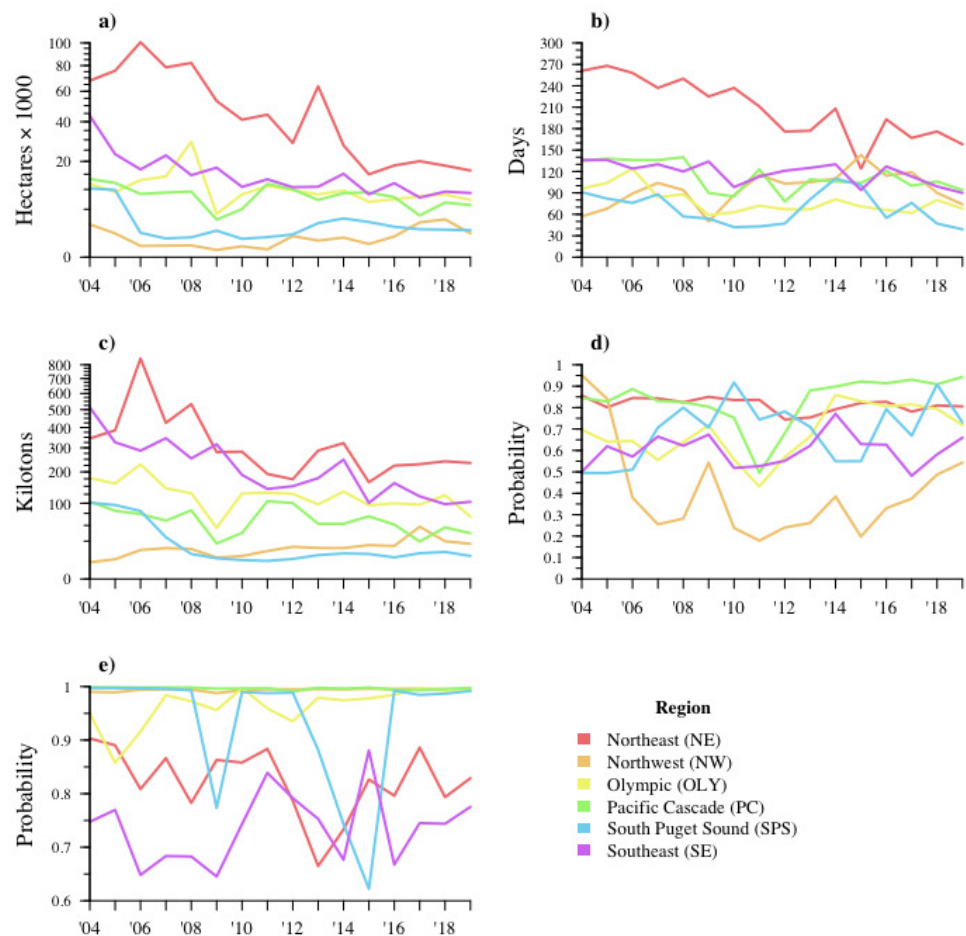 a)
Hectares × 1000
100
80
60
40
20
0
'04 '06 '08 '10 '12 '14 '16 '18
b)
Days
300
270
240
210
180
150
120
90
60
30
0
'04 '06 '08 '10 '12 '14 '16 '18
c)
Kilotons
800
700
600
500
400
300
200
100
0
'04 '06 '08 '10 '12 '14 '16 '18
d)
Probability
1
0.9
0.8
0.7
0.6
0.5
0.4
0.3
0.2
0.1
0
'04 '06 '08 '10 '12 '14 '16 '18
e)
Probability
1
0.9
0.8
0.7
0.6
'04 '06 '08 '10 '12 '14 '16 '18
Region
Northeast (NE)
Northwest (NW)
Olympic (OLY)
Pacific Cascade (PC)
South Puget Sound (SPS)
Southeast (SE)